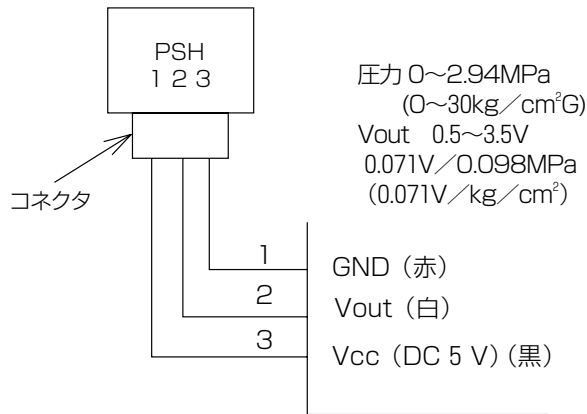 PSH
1 2 3
コネクタ
圧力 0～2.94MPa
(0～30kg／cm²G)
Vout 0.5～3.5V
0.071V／0.098MPa
(0.071V／kg／cm²)
1 GND (赤)
2 Vout (白)
3 Vcc (DC 5 V) (黒)